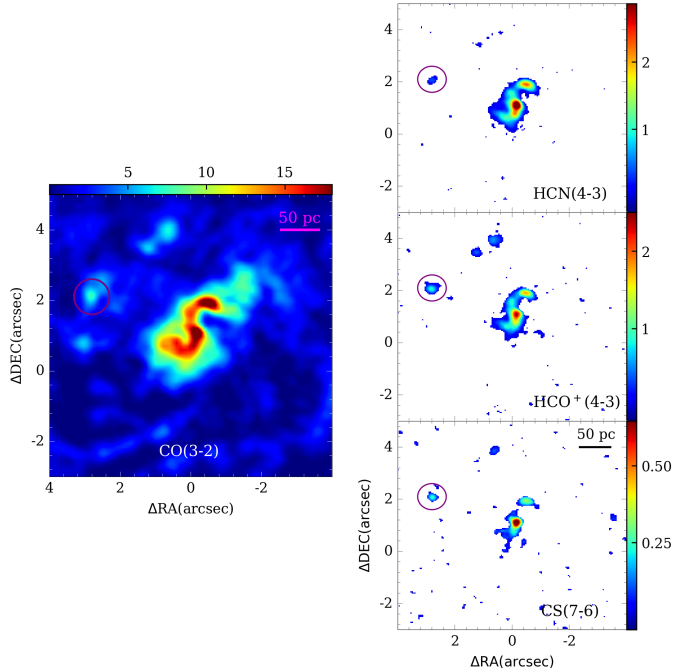 5 10 15
50 pc
4
2
0
-2
ΔDEC(arcsec)
CO(3-2)
4 2 0 -2
ΔRA(arcsec)
4
2
0
-2
HCN(4-3)
2
1
4
2
0
-2
HCO+(4-3)
2
1
50 pc
4
2
0
-2
ΔDEC(arcsec)
CS(7-6)
0.50
0.25
2 0 -2
ΔRA(arcsec)